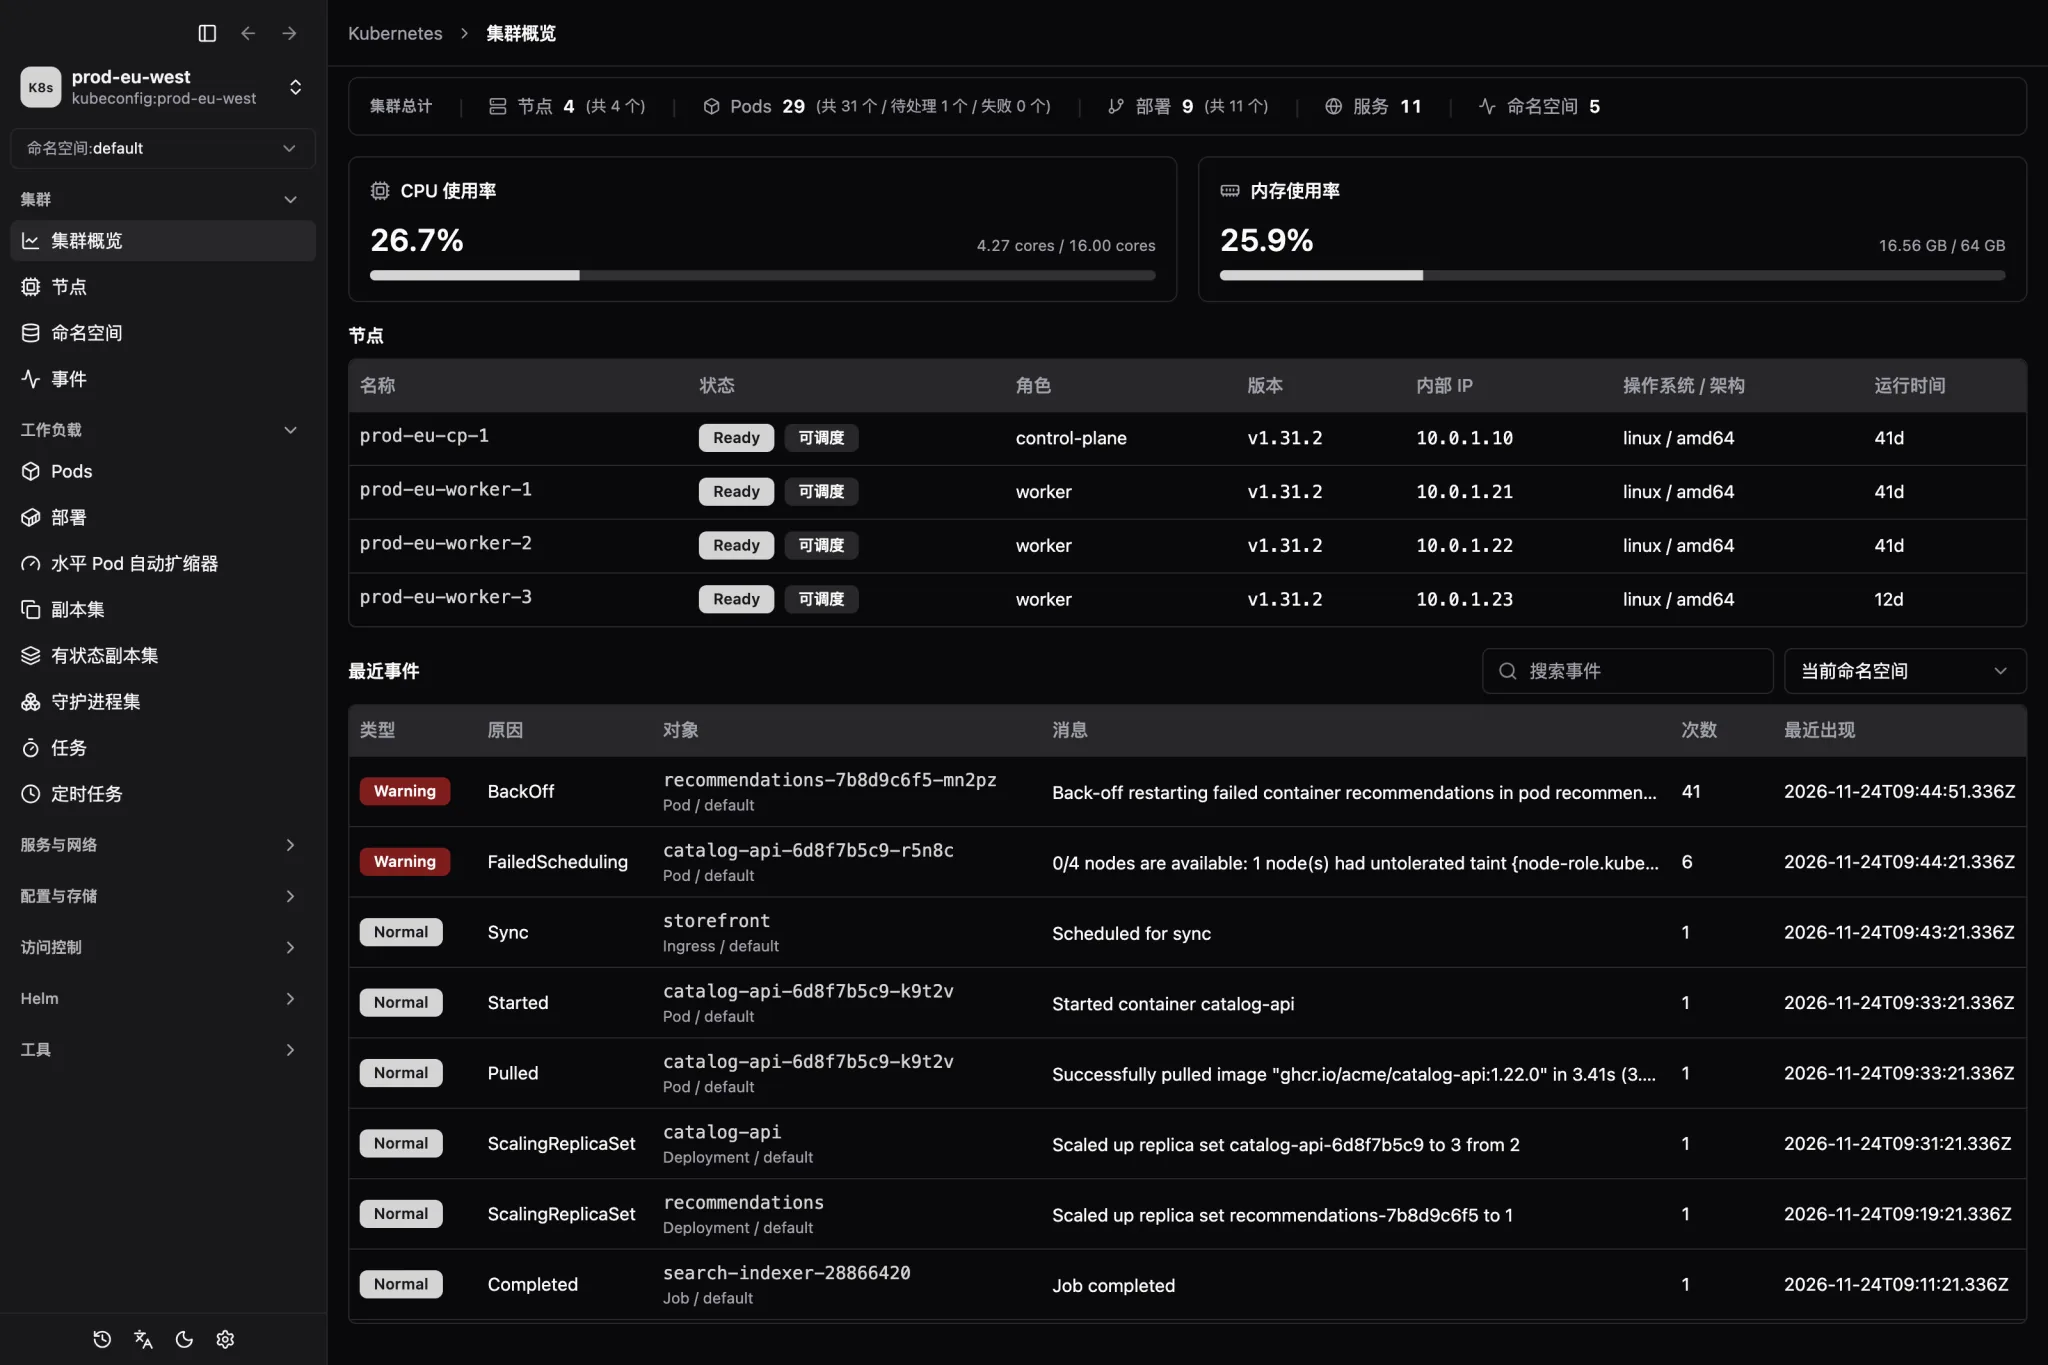 K8s
prod-eu-west
kubeconfig:prod-eu-west
命名空间:default
集群
集群概览
节点
命名空间
事件
工作负载
Pods
部署
水平 Pod 自动扩缩器
副本集
有状态副本集
守护进程集
任务
定时任务
服务与网络
配置与存储
访问控制
Helm
工具
Kubernetes > 集群概览
集群总计 | 节点 4 (共 4 个) | Pods 29 (共 31 个 / 待处理 1 个 / 失败 0 个) | 部署 9 (共 11 个) | 服务 11 | 命名空间 5
CPU 使用率
26.7% 4.27 cores / 16.00 cores
内存使用率
25.9% 16.56 GB / 64 GB
节点
名称 状态 角色 版本 内部 IP 操作系统 / 架构 运行时间
prod-eu-cp-1 Ready 可调度 control-plane v1.31.2 10.0.1.10 linux / amd64 41d
prod-eu-worker-1 Ready 可调度 worker v1.31.2 10.0.1.21 linux / amd64 41d
prod-eu-worker-2 Ready 可调度 worker v1.31.2 10.0.1.22 linux / amd64 41d
prod-eu-worker-3 Ready 可调度 worker v1.31.2 10.0.1.23 linux / amd64 12d
最近事件 搜索事件 当前命名空间
类型 原因 对象 消息 次数 最近出现
Warning BackOff recommendations-7b8d9c6f5-mn2pz Back-off restarting failed container recommendations in pod recommen... 41 2026-11-24T09:44:51.336Z
Pod / default
Warning FailedScheduling catalog-api-6d8f7b5c9-r5n8c 0/4 nodes are available: 1 node(s) had untolerated taint {node-role.kube... 6 2026-11-24T09:44:21.336Z
Pod / default
Normal Sync storefront Scheduled for sync 1 2026-11-24T09:43:21.336Z
Ingress / default
Normal Started catalog-api-6d8f7b5c9-k9t2v Started container catalog-api 1 2026-11-24T09:33:21.336Z
Pod / default
Normal Pulled catalog-api-6d8f7b5c9-k9t2v Successfully pulled image "ghcr.io/acme/catalog-api:1.22.0" in 3.41s (3.... 1 2026-11-24T09:33:21.336Z
Pod / default
Normal ScalingReplicaSet catalog-api Scaled up replica set catalog-api-6d8f7b5c9 to 3 from 2 1 2026-11-24T09:31:21.336Z
Deployment / default
Normal ScalingReplicaSet recommendations Scaled up replica set recommendations-7b8d9c6f5 to 1 1 2026-11-24T09:19:21.336Z
Deployment / default
Normal Completed search-indexer-28866420 Job completed 1 2026-11-24T09:11:21.336Z
Job / default